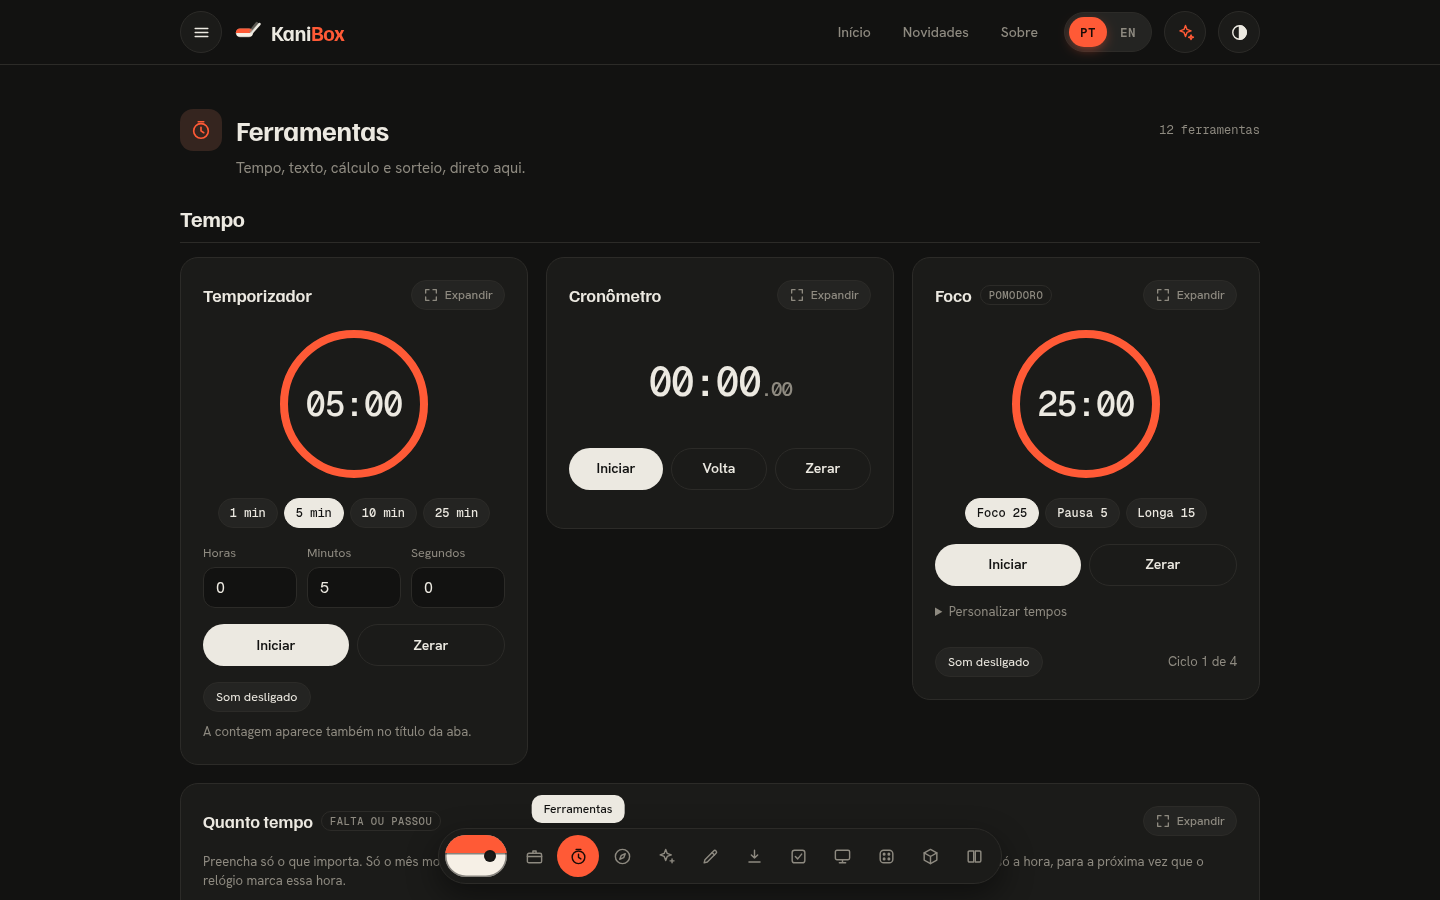 KaniBox
Início
Novidades
Sobre
PT
EN
Ferramentas
12 ferramentas
Tempo, texto, cálculo e sorteio, direto aqui.
Tempo
Temporizador
Expandir
05:00
1 min
5 min
10 min
25 min
Horas
Minutos
Segundos
0
5
0
Iniciar
Zerar
Som desligado
A contagem aparece também no título da aba.
Cronômetro
Expandir
00:00.00
Iniciar
Volta
Zerar
Foco
POMODORO
Expandir
25:00
Foco 25
Pausa 5
Longa 15
Iniciar
Zerar
Personalizar tempos
Som desligado
Ciclo 1 de 4
Quanto tempo
FALTA OU PASSOU
Expandir
Preencha só o que importa. Só o mês
a hora, para a próxima vez que o
relógio marca essa hora.
Ferramentas